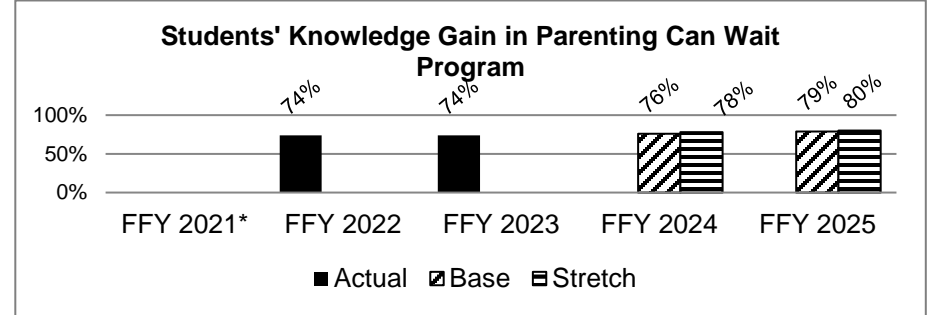 Students' Knowledge Gain in Parenting Can Wait
Program
74% 74% 76% 78% 79% 80%
100%
50%
0%
FFY 2021* FFY 2022 FFY 2023 FFY 2024 FFY 2025
Actual Base Stretch